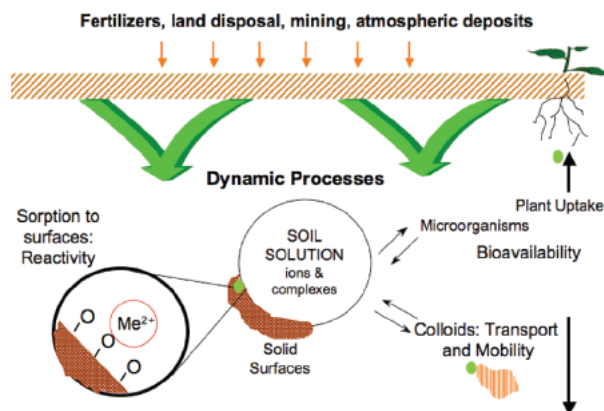 Fertilizers, land disposal, mining, atmospheric deposits
Dynamic Processes
Sorption to
surfaces:
Reactivity
O
O
O
Me²⁺
SOIL
SOLUTION
ions &
complexes
Solid
Surfaces
Microorganisms
Plant Uptake
Bioavailability
Colloids: Transport
and Mobility